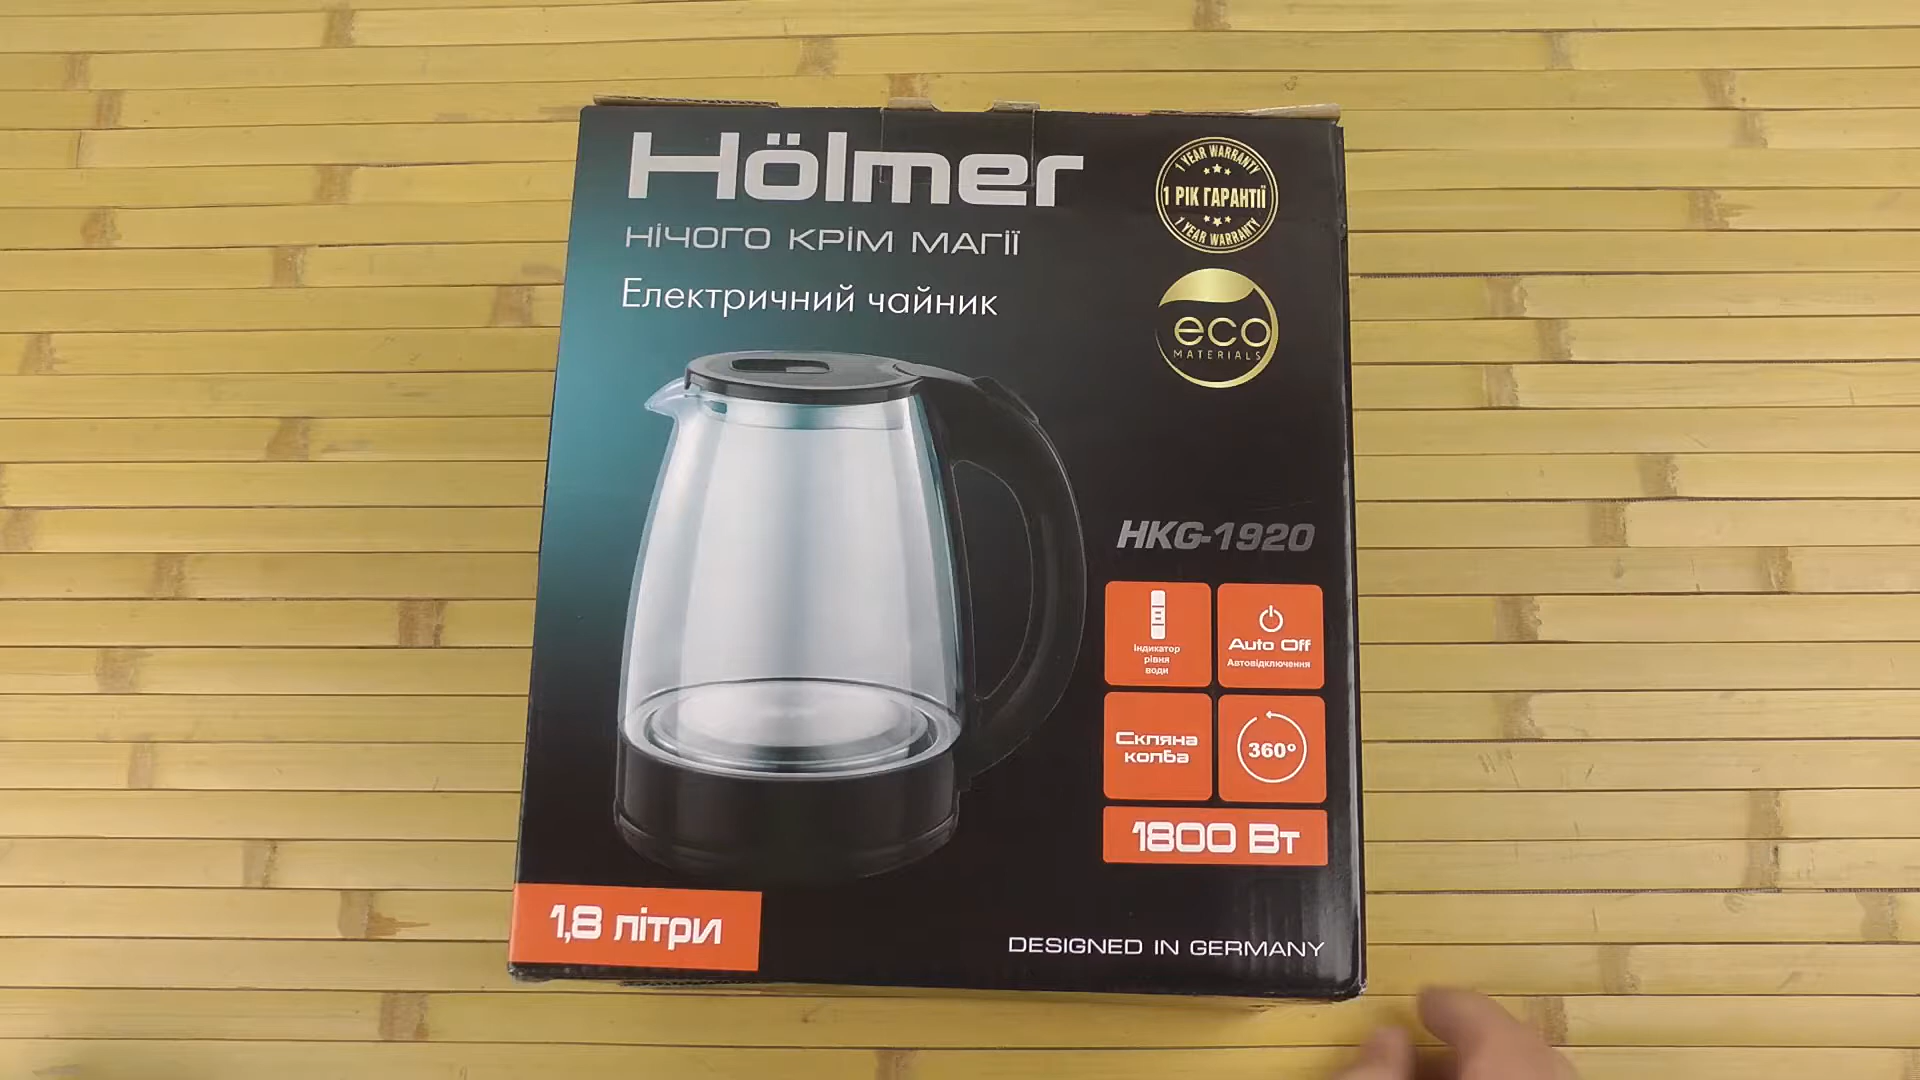 Hölmer
НІЧОГО КРІМ МАГІЇ
Електричний чайник
1 YEAR WARRANTY
1 РІК ГАРАНТІЇ
1 YEAR WARRANTY
eco
MATERIALS
HKG-1920
Індикатор
рівня
води
Auto Off
Автовідключення
Скляна
колба
360°
1800 Вт
1,8 літри
DESIGNED IN GERMANY